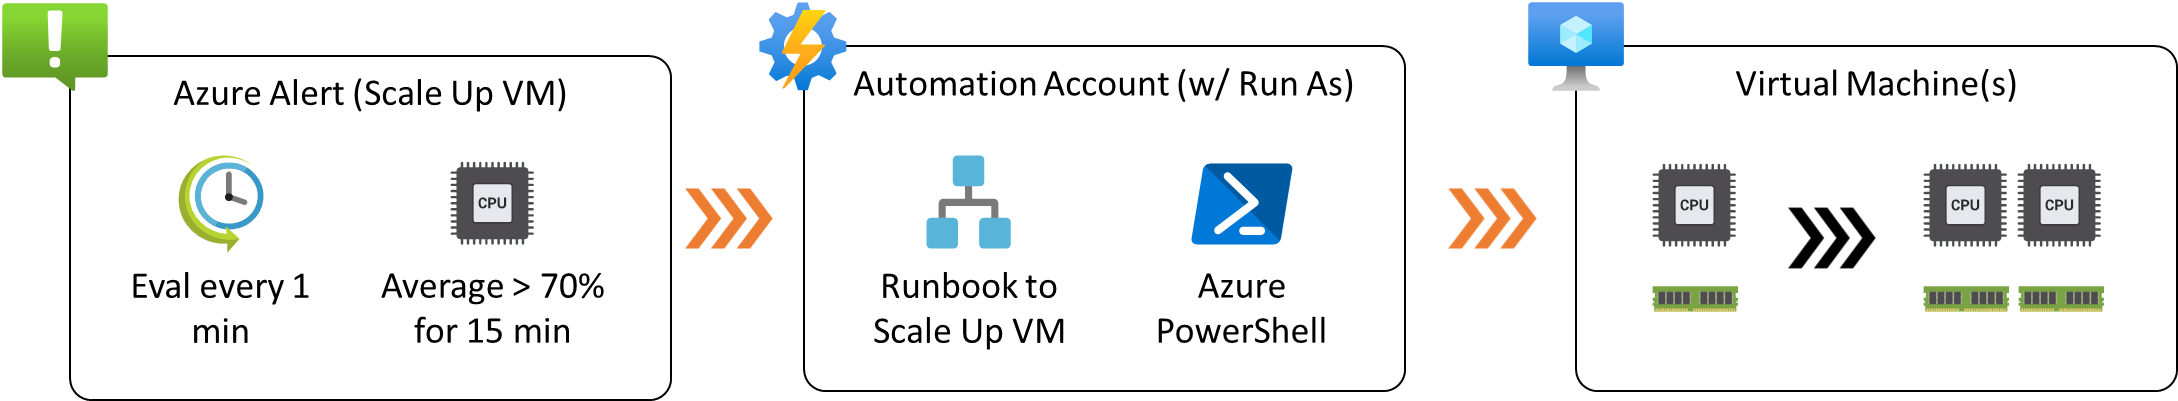 Azure Alert (Scale Up VM)
CPU
Eval every 1
min
Average > 70%
for 15 min
Automation Account (w/ Run As)
Runbook to
Scale Up VM
Azure
PowerShell
Virtual Machine(s)
CPU
CPU
CPU